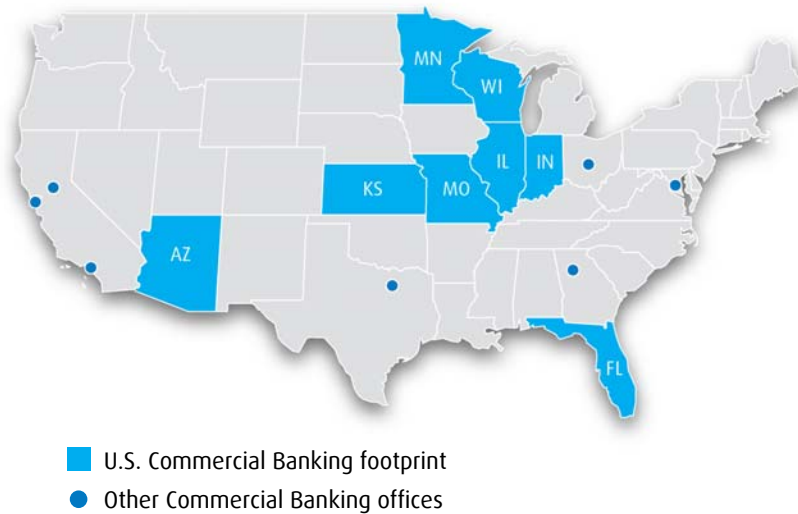 MN
WI
IL
IN
KS
MO
AZ
FL
U.S. Commercial Banking footprint
Other Commercial Banking offices